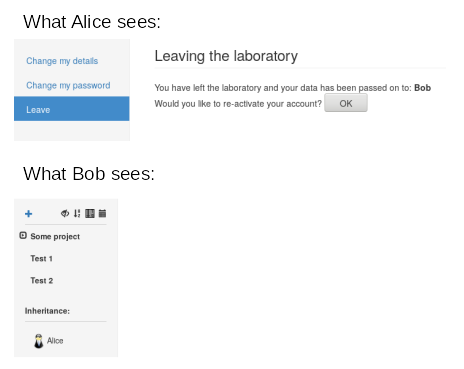 What Alice sees:
Change my details
Change my password
Leave
Leaving the laboratory
You have left the laboratory and your data has been passed on to: Bob
Would you like to re-activate your account? OK
What Bob sees:
Some project
Test 1
Test 2
Inheritance:
Alice